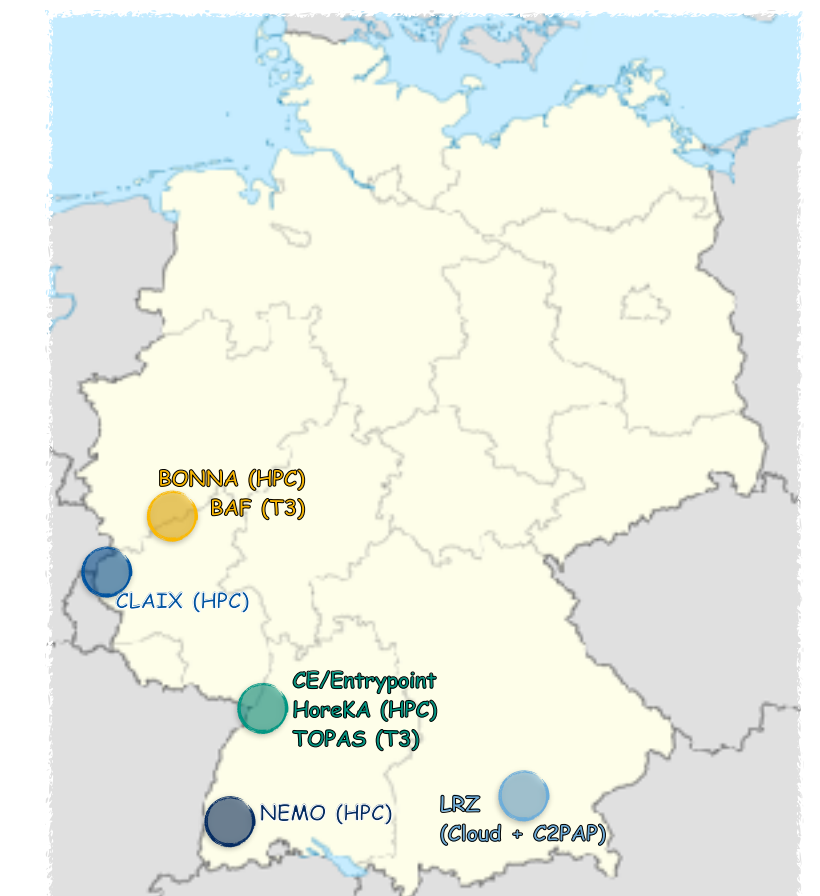 BONNA (HPC)
BAF (T3)
CLAIX (HPC)
CE/Entrypoint
HoreKA (HPC)
TOPAS (T3)
NEMO (HPC)
LRZ
(Cloud + C2PAP)